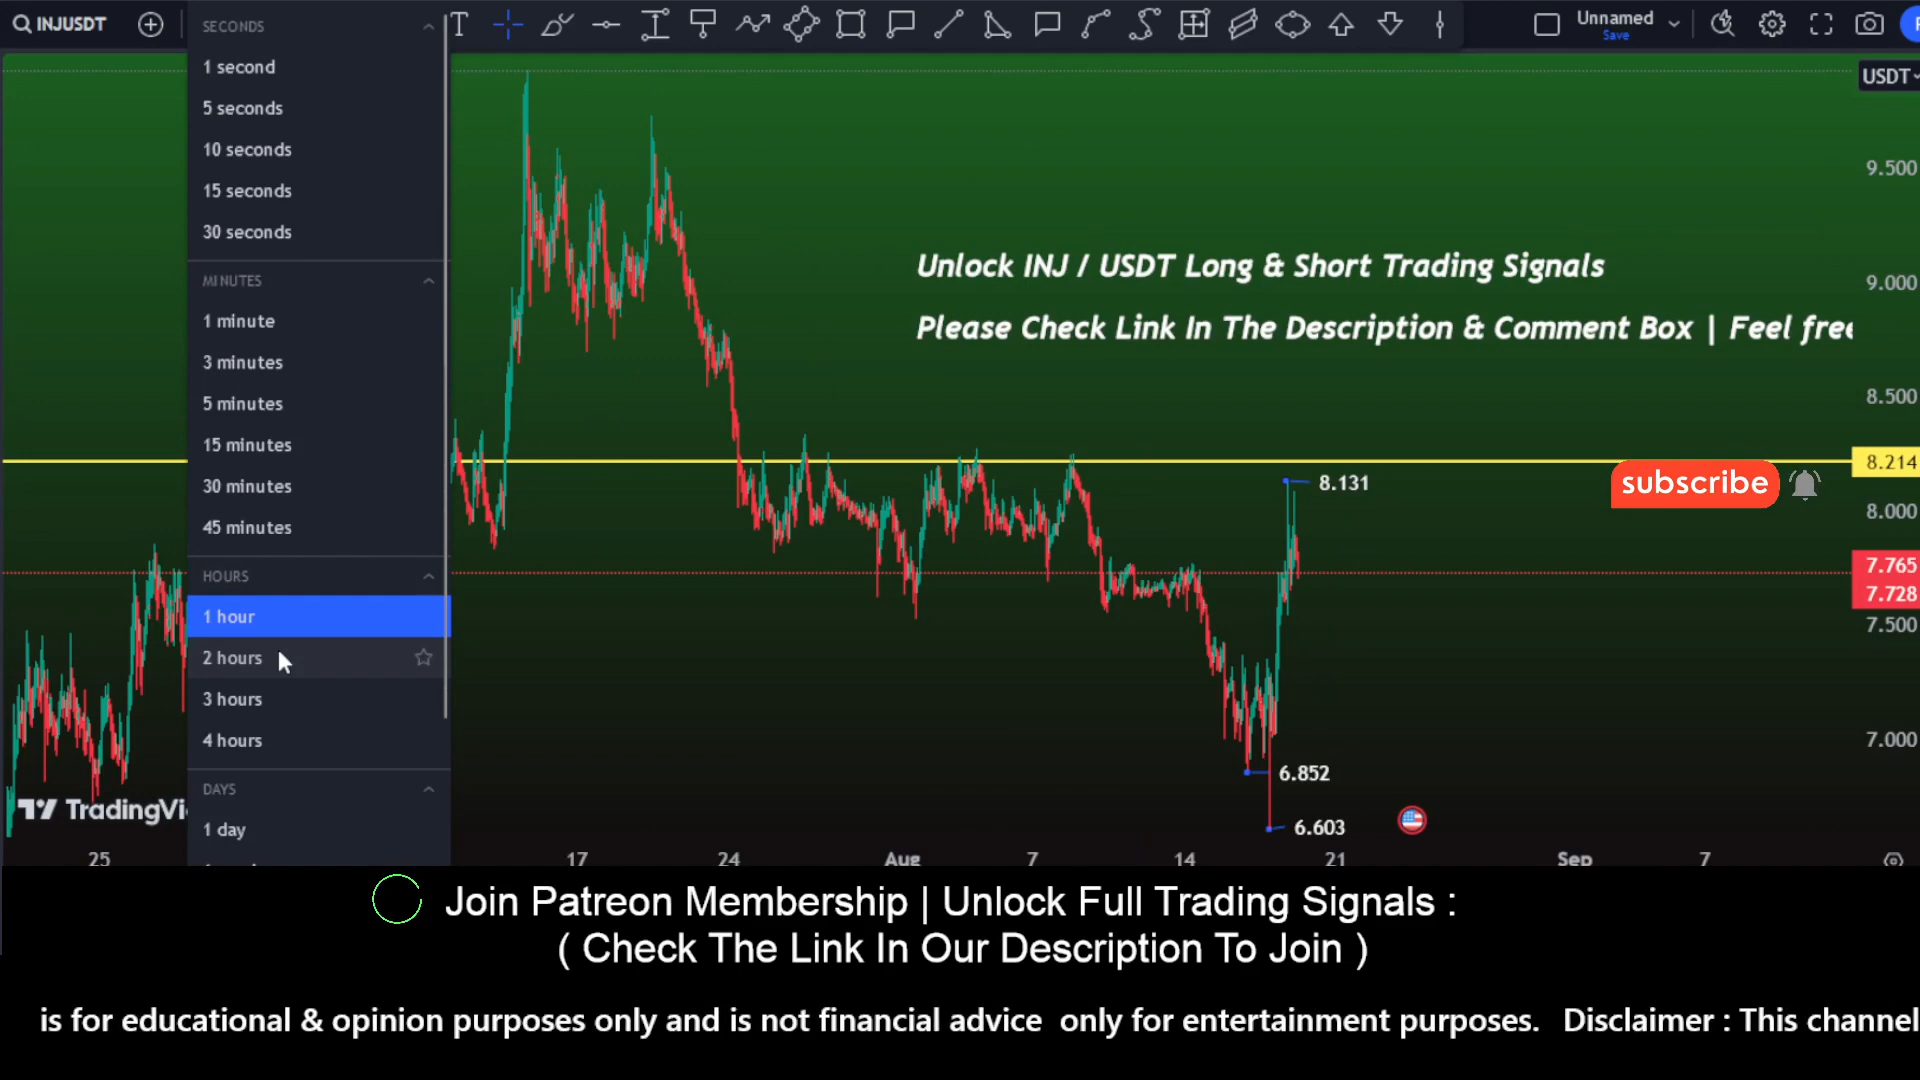 INJUSDT
T
Unnamed
Save
SECONDS
1 second
5 seconds
10 seconds
15 seconds
30 seconds
MINUTES
1 minute
3 minutes
5 minutes
15 minutes
30 minutes
45 minutes
HOURS
1 hour
2 hours
3 hours
4 hours
DAYS
1 day
USDT
9.500
9.000
8.500
8.214
8.000
7.765
7.728
7.500
7.000
Unlock INJ / USDT Long & Short Trading Signals
Please Check Link In The Description & Comment Box | Feel free
subscribe
8.131
6.852
6.603
TradingVi
25
17
24
Aug
7
14
21
Sep
7
Join Patreon Membership | Unlock Full Trading Signals :
( Check The Link In Our Description To Join )
is for educational & opinion purposes only and is not financial advice only for entertainment purposes. Disclaimer : This channel